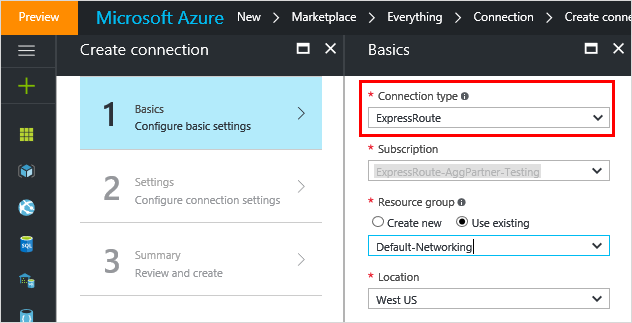 Preview
Microsoft Azure New > Marketplace > Everything > Connection > Create conne
Create connection
1
Basics
Configure basic settings
2
Settings
Configure connection settings
3
Summary
Review and create
Basics
* Connection type
ExpressRoute
* Subscription
ExpressRoute-AggPartner-Testing
* Resource group
Create new Use existing
Default-Networking
* Location
West US
SQL